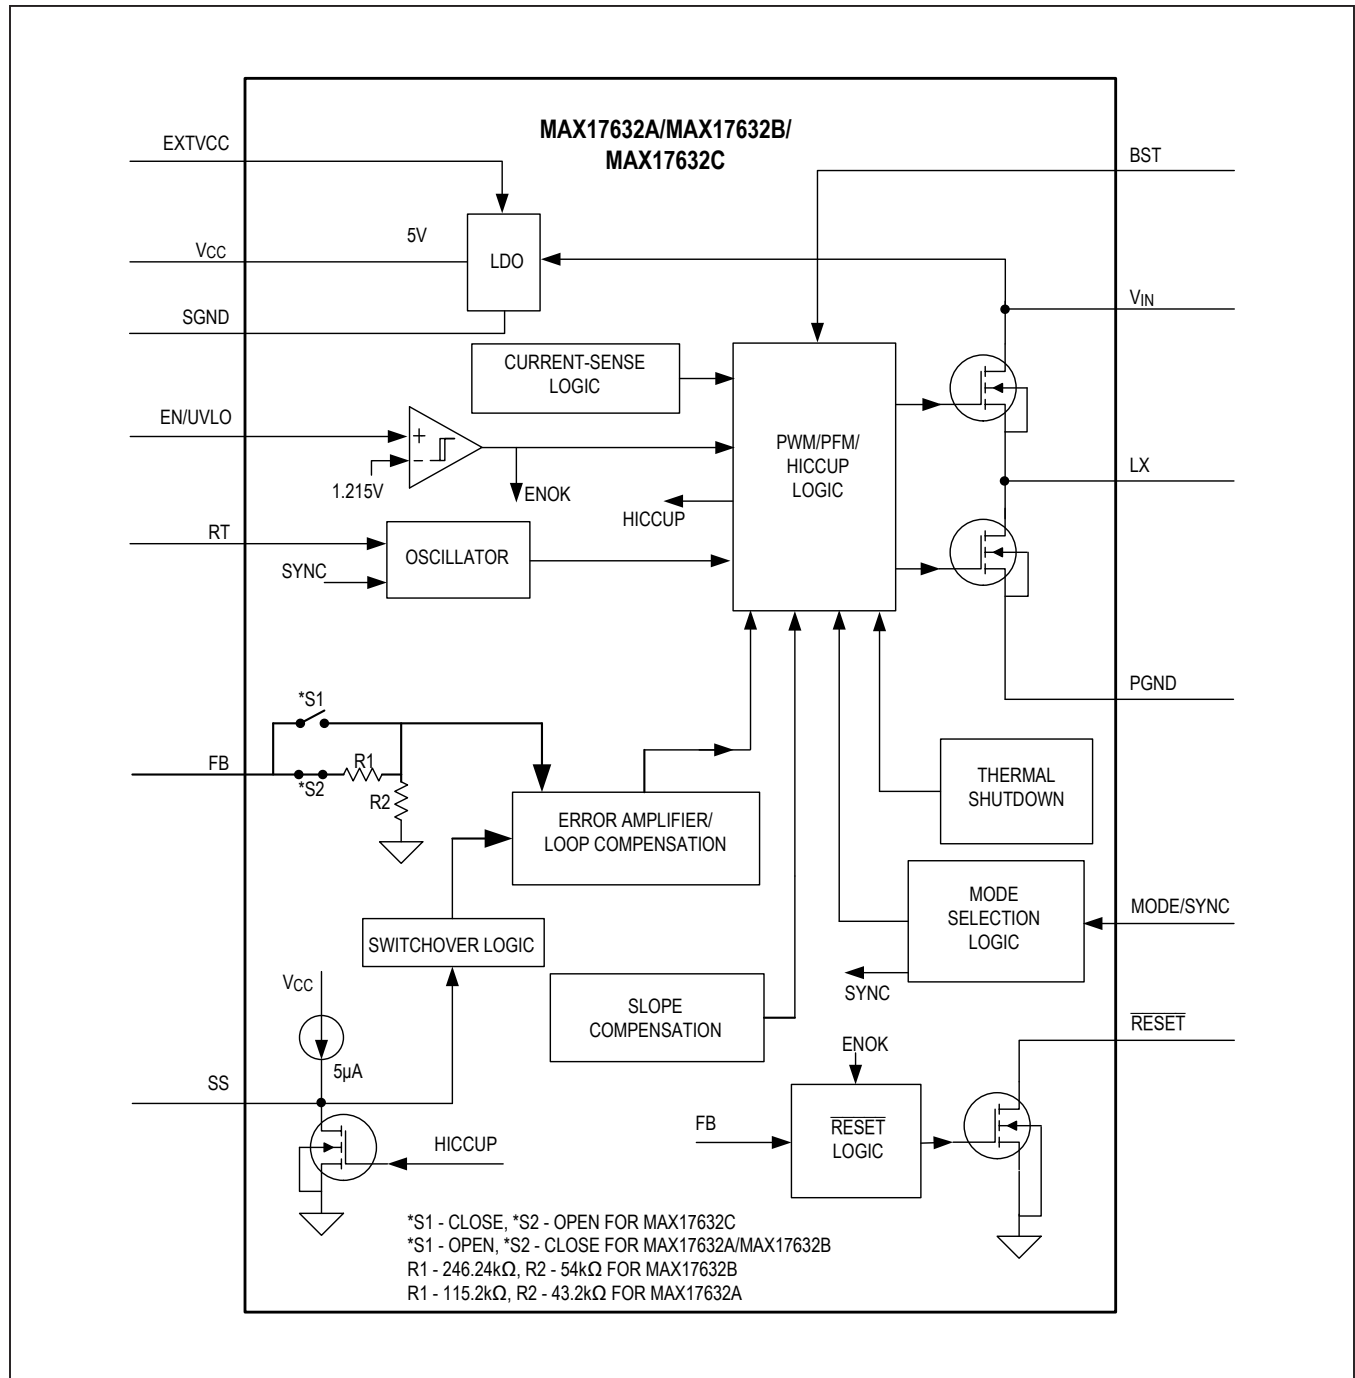 MAX17632A/MAX17632B/
MAX17632C
EXTVCC
BST
5V
VCC
LDO
VIN
SGND
CURRENT-SENSE
LOGIC
EN/UVLO
+
-
1.215V
ENOK
PWM/PFM/
HICCUP
LOGIC
LX
HICCUP
RT
OSCILLATOR
SYNC
PGND
*S1
FB
R1
*S2
R2
THERMAL
SHUTDOWN
ERROR AMPLIFIER/
LOOP COMPENSATION
MODE
SELECTION
LOGIC
MODE/SYNC
SWITCHOVER LOGIC
SYNC
VCC
SLOPE
COMPENSATION
RESET
ENOK
5µA
SS
FB
RESET
LOGIC
HICCUP
*S1 - CLOSE, *S2 - OPEN FOR MAX17632C
*S1 - OPEN, *S2 - CLOSE FOR MAX17632A/MAX17632B
R1 - 246.24kΩ, R2 - 54kΩ FOR MAX17632B
R1 - 115.2kΩ, R2 - 43.2kΩ FOR MAX17632A